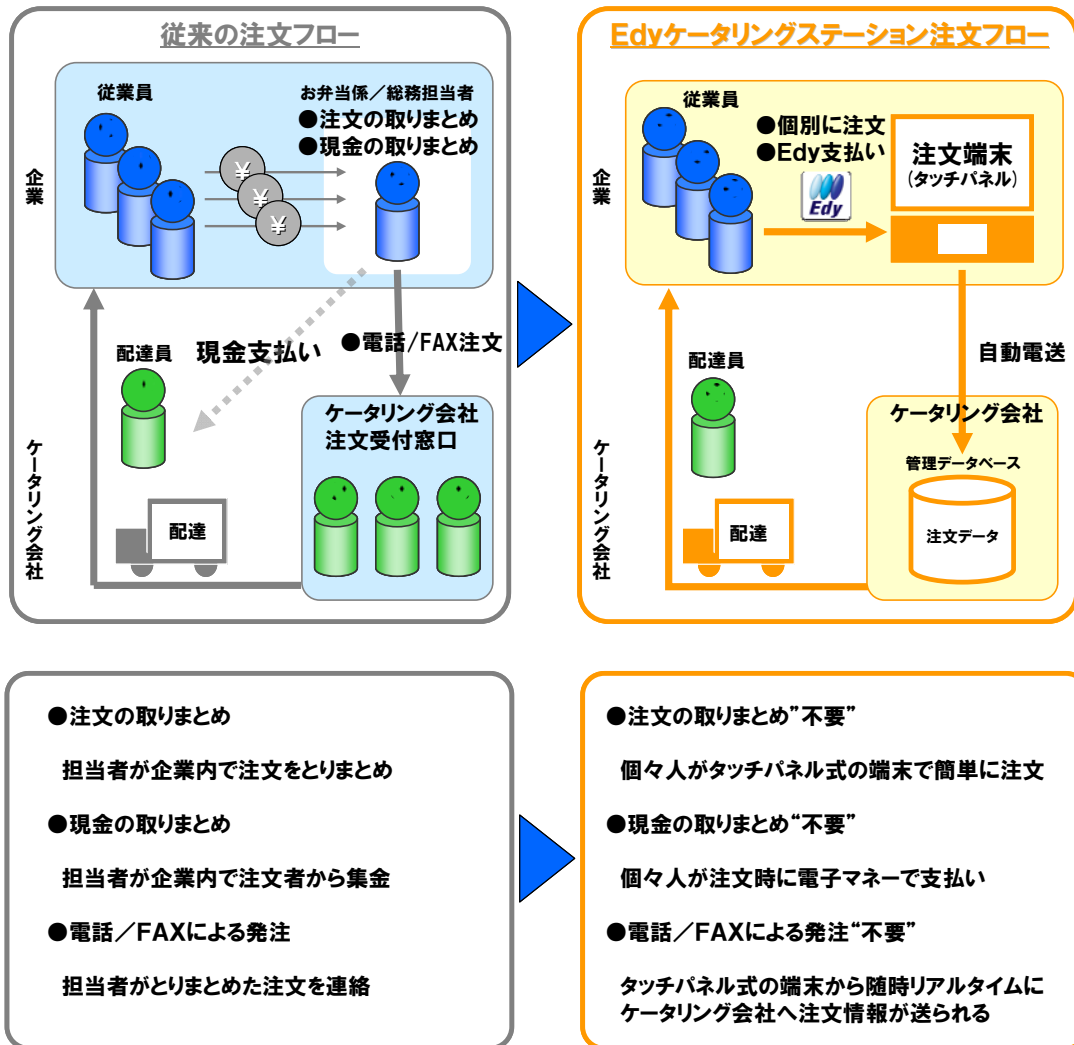 従来の注文フロー
企業
従業員
お弁当係／総務担当者
●注文の取りまとめ
●現金の取りまとめ
¥
¥
¥
配達員
現金支払い
●電話/FAX注文
ケータリング会社
ケータリング会社
注文受付窓口
配達
Edyケータリングステーション注文フロー
企業
従業員
●個別に注文
●Edy支払い
Edy
注文端末
(タッチパネル)
配達員
自動電送
ケータリング会社
ケータリング会社
管理データベース
注文データ
配達
●注文の取りまとめ
担当者が企業内で注文をとりまとめ
●現金の取りまとめ
担当者が企業内で注文者から集金
●電話／FAXによる発注
担当者がとりまとめた注文を連絡
●注文の取りまとめ”不要”
個々人がタッチパネル式の端末で簡単に注文
●現金の取りまとめ“不要”
個々人が注文時に電子マネーで支払い
●電話／FAXによる発注“不要”
タッチパネル式の端末から随時リアルタイムに
ケータリング会社へ注文情報が送られる